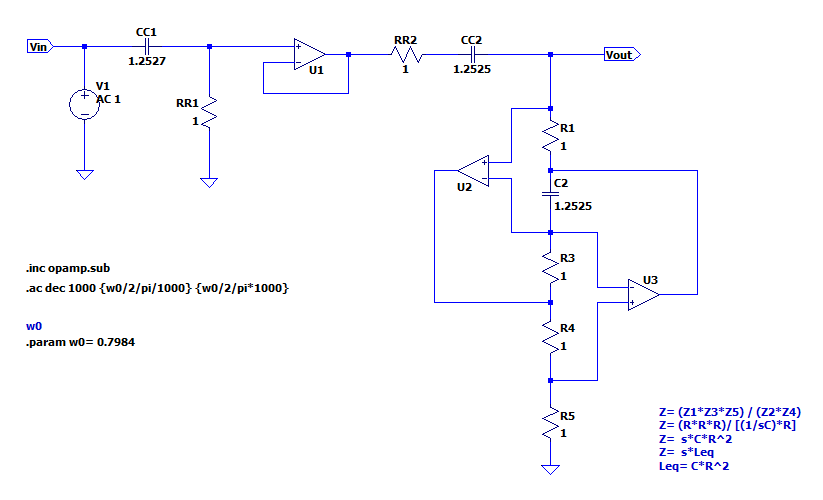 CC1
Vin
1.2527
V1
AC 1
RR1
1
U1
RR2
1
CC2
1.2525
Vout
R1
1
U2
C2
1.2525
R3
1
U3
R4
1
R5
1
.inc opamp.sub
.ac dec 1000 {w0/2/pi/1000} {w0/2/pi*1000}
w0
.param w0= 0.7984
Z= (Z1*Z3*Z5) / (Z2*Z4)
Z= (R*R*R)/ [(1/sC)*R]
Z=  s*C*R^2
Z=  s*Leq
Leq= C*R^2